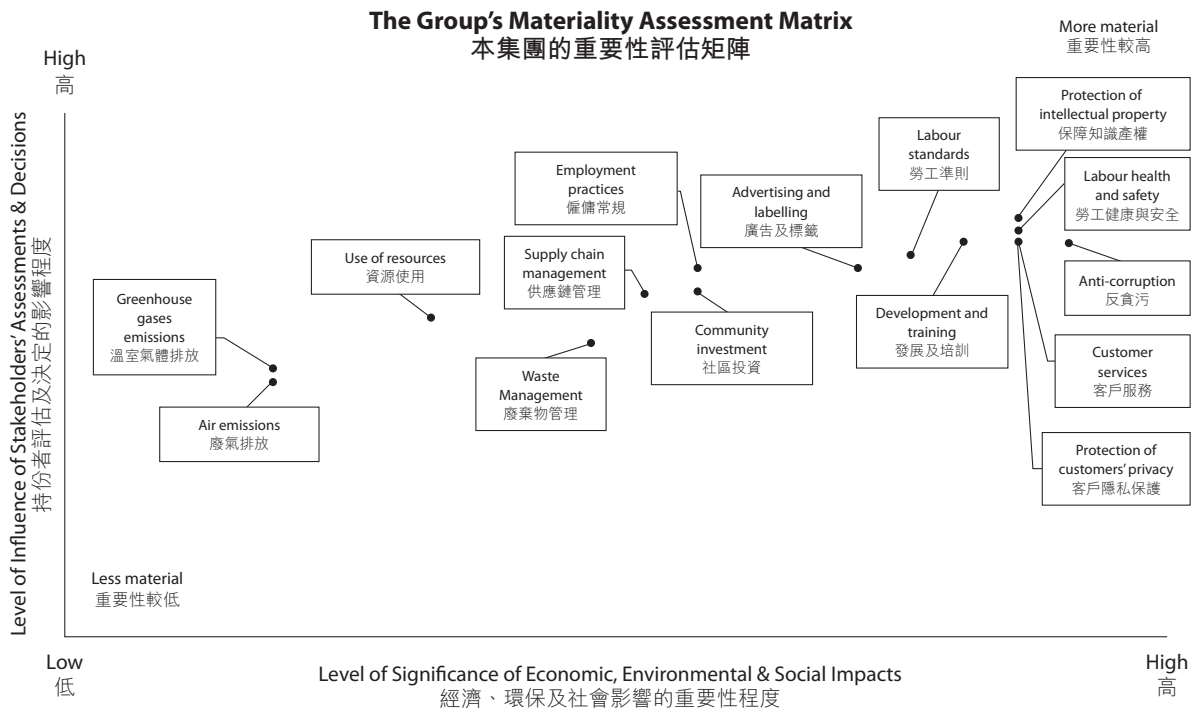 The Group’s Materiality Assessment Matrix
本集團的重要性評估矩陣
More material
重要性較高
High
高
Level of Influence of Stakeholders’ Assessments & Decisions
持份者評估及決定的影響程度
Protection of
intellectual property
保障知識產權
Labour
standards
勞工準則
Employment
practices
僱傭常規
Advertising and
labelling
廣告及標籤
Labour health
and safety
勞工健康與安全
Use of resources
資源使用
Supply chain
management
供應鏈管理
Anti-corruption
反貪污
Greenhouse
gases
emissions
溫室氣體排放
Community
investment
社區投資
Development and
training
發展及培訓
Customer
services
客戶服務
Waste
Management
廢棄物管理
Air emissions
廢氣排放
Protection of
customers’ privacy
客戶隱私保護
Less material
重要性較低
Low
低
Level of Significance of Economic, Environmental & Social Impacts
經濟、環保及社會影響的重要性程度
High
高